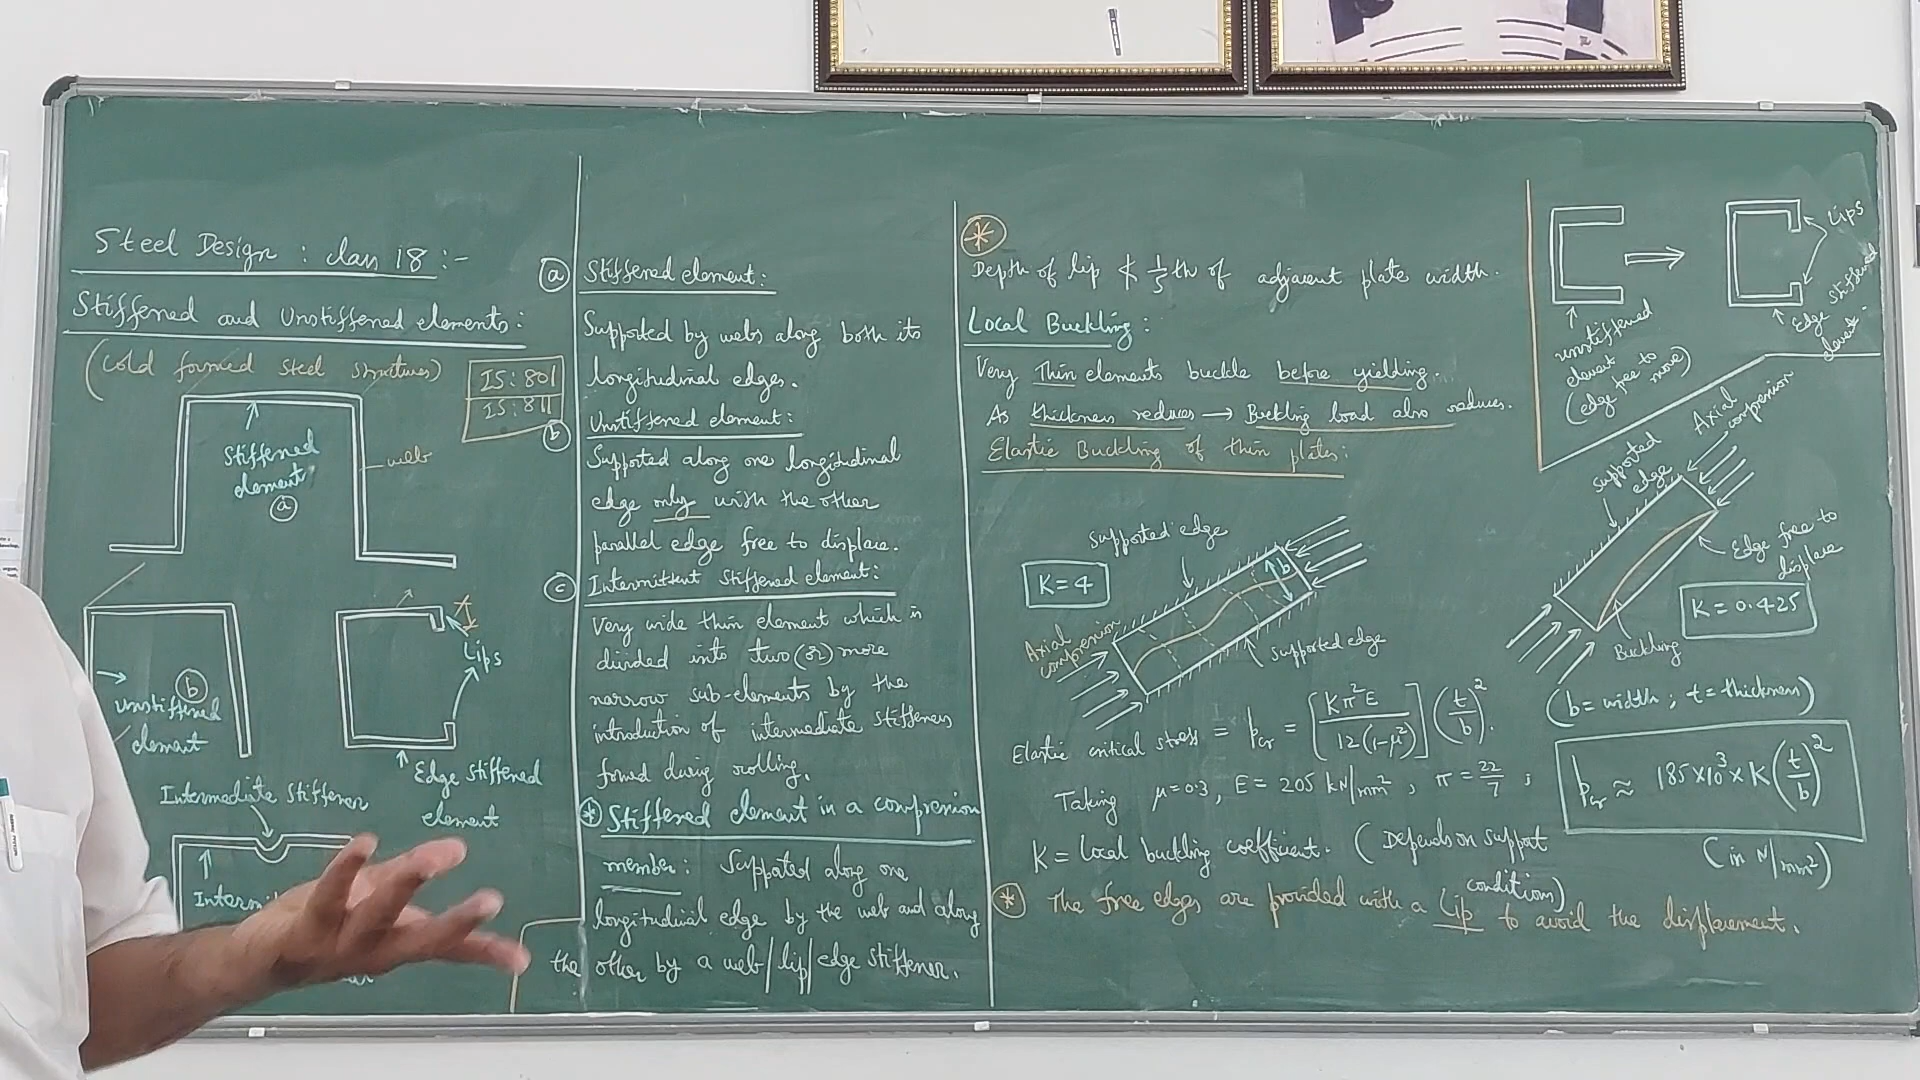 Steel Design : class 18 :-
Stiffened and Unstiffened elements :
(Cold formed steel structures)
IS: 801
IS: 811
Stiffened
element
(a)
web
(b)
unstiffened
element
Lips
Edge stiffened
element
Intermediate stiffener
(a) Stiffened element :
Supported by webs along both its
longitudinal edges.
(b) Unstiffened element :
Supported along one longitudinal
edge only with the other
parallel edge free to displace.
(c) Intermittent stiffened element :
Very wide thin element which is
divided into two (or) more
narrow sub-elements by the
introduction of intermediate stiffeners
formed during rolling.
* Stiffened element in a compression
member : Supported along one
longitudinal edge by the web and along
the other by a web/lip/edge stiffener.
*
Depth of lip ≮ 1/5 th of adjacent plate width.
Local Buckling :
Very thin elements buckle before yielding.
As thickness reduces → Buckling load also reduces.
Elastic Buckling of thin plates :
Supported edge
K = 4
b
Axial
compression
Supported edge
Elastic critical stress = pcr = [Kπ²E / 12(1-μ²)] (t/b)².
Taking μ = 0.3, E = 205 kN/mm² , π = 22/7 ;
K = Local buckling coefficient. (Depends on support
conditions)
* The free edges are provided with a Lip to avoid the displacement.
Lips
unstiffened
element
(edge free to
move)
Edge stiffened
element
Axial
compression
supported
edge
Edge free to
displace
K = 0.425
Buckling
(b = width ; t = thickness)
pcr ≈ 185×10³ × K (t/b)²
(in N/mm²)